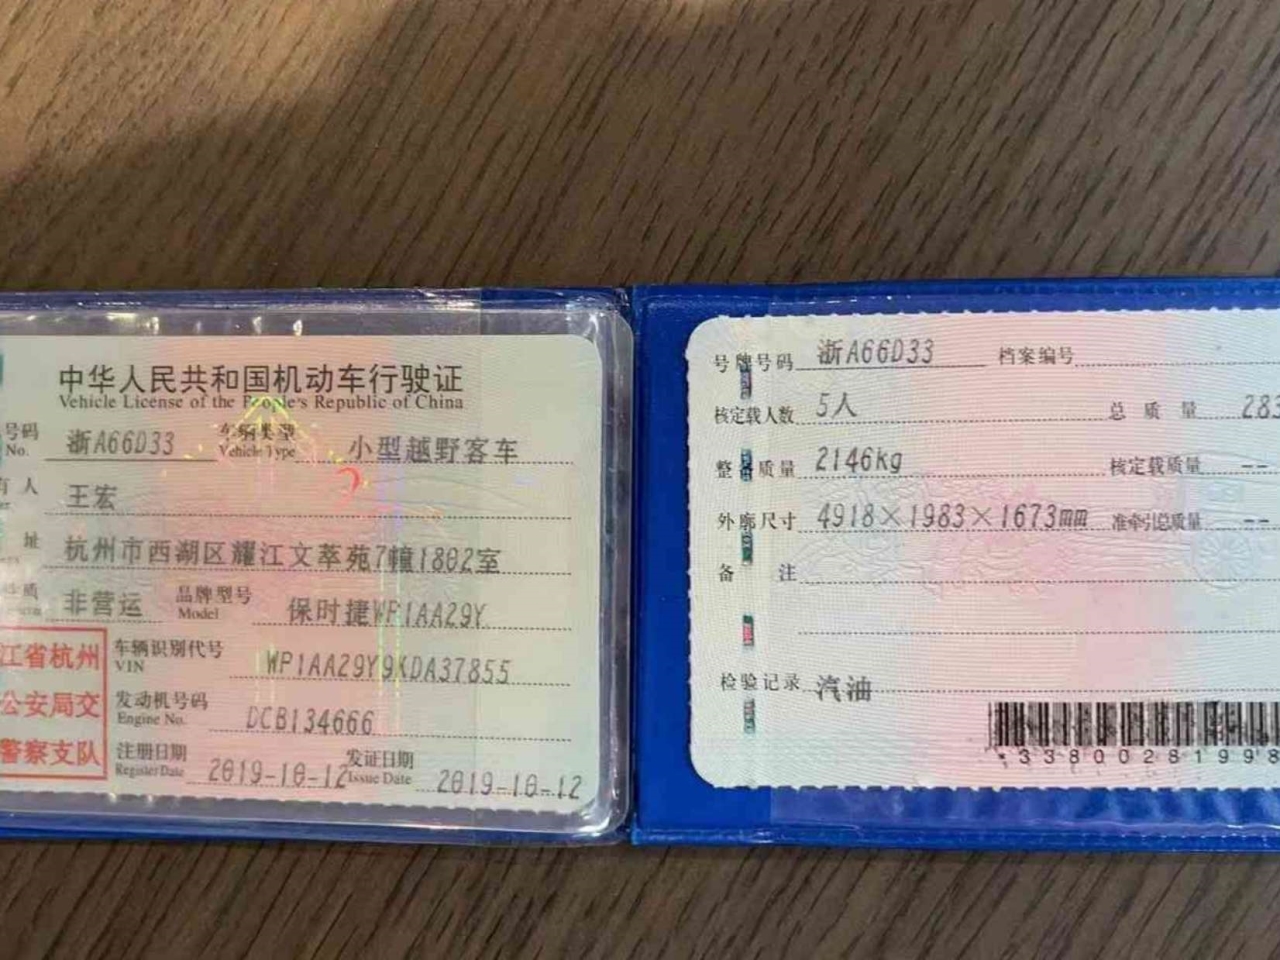 中华人民共和国机动车行驶证
Vehicle License of the People's Republic of China
号码 浙A66D33 车辆类型 小型越野客车
No. Vehicle Type
有人 王宏
址 杭州市西湖区耀江文萃苑7幢1802室
质 非营运 品牌型号 保时捷WP1AA29Y
Model
江省杭州
公安局交
警察支队
车辆识别代号 WP1AA29Y9KDA37855
VIN
发动机号码 DCB134666
Engine No.
注册日期 2019-10-12 发证日期 2019-10-12
Register Date Issue Date
号牌号码 浙A66D33 档案编号
核定载人数 5人 总质量 283
整 质量 2146kg 核定载质量 --
外廓尺寸 4918×1983×1673mm 准牵引总质量 --
备注
检验记录 汽油
33800281998